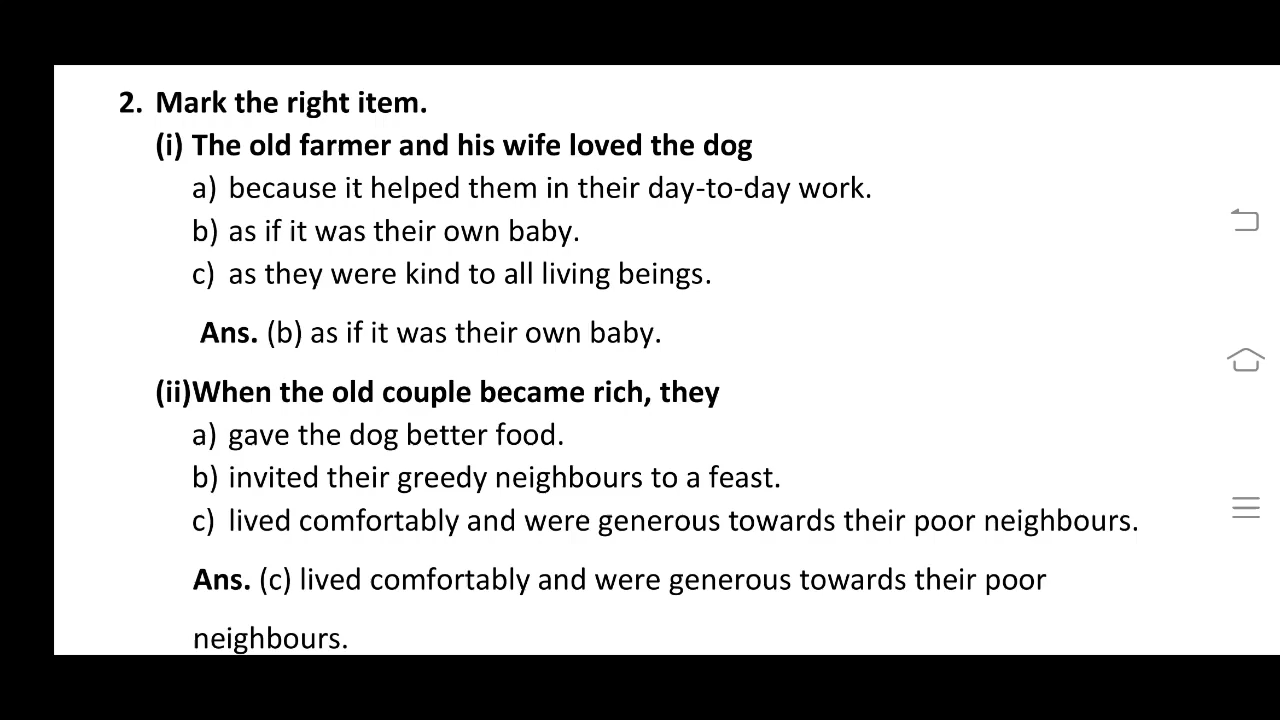 2. Mark the right item.
(i) The old farmer and his wife loved the dog
a) because it helped them in their day-to-day work.
b) as if it was their own baby.
c) as they were kind to all living beings.
Ans. (b) as if it was their own baby.
(ii)When the old couple became rich, they
a) gave the dog better food.
b) invited their greedy neighbours to a feast.
c) lived comfortably and were generous towards their poor neighbours.
Ans. (c) lived comfortably and were generous towards their poor
neighbours.